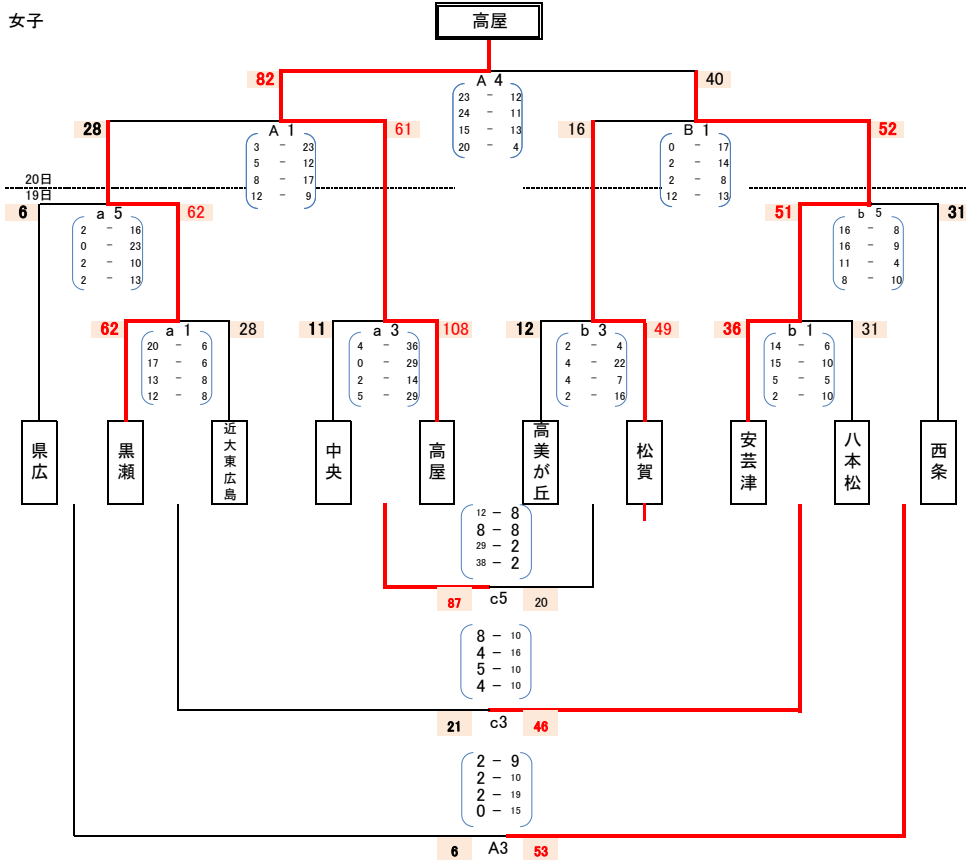 女子
高屋
82 40
A 4
23 - 12
24 - 11
15 - 13
20 - 4
28 61
A 1
3 - 23
5 - 12
8 - 17
12 - 9
16 52
B 1
0 - 17
2 - 14
2 - 8
12 - 13
20日
19日
6 62
a 5
2 - 16
0 - 23
2 - 10
2 - 13
51 31
b 5
16 - 8
16 - 9
11 - 4
8 - 10
62 28
a 1
20 - 6
17 - 6
13 - 8
12 - 8
11 108
a 3
4 - 36
0 - 29
2 - 14
5 - 29
12 49
b 3
2 - 4
4 - 22
4 - 7
2 - 16
36 31
b 1
14 - 6
15 - 10
5 - 5
2 - 10
県広
黒瀬
近大東広島
中央
高屋
高美が丘
松賀
安芸津
八本松
西条
12 - 8
8 - 8
29 - 2
38 - 2
87 c5 20
8 - 10
4 - 16
5 - 10
4 - 10
21 c3 46
2 - 9
2 - 10
2 - 19
0 - 15
6 A3 53